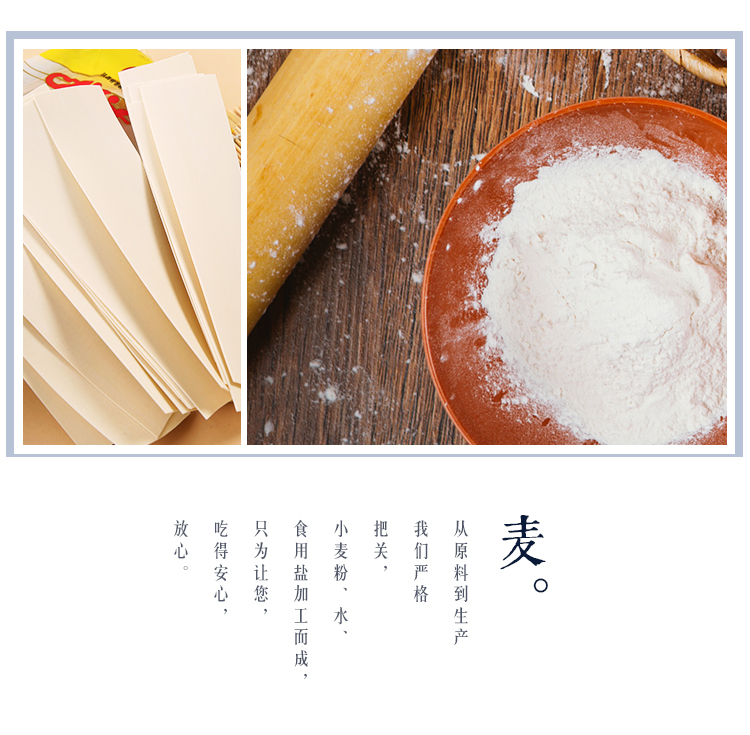 麦。
从原料到生产
我们严格
把关，
小麦粉、水、
食用盐加工而成，
只为让您，
吃得安心，
放心。